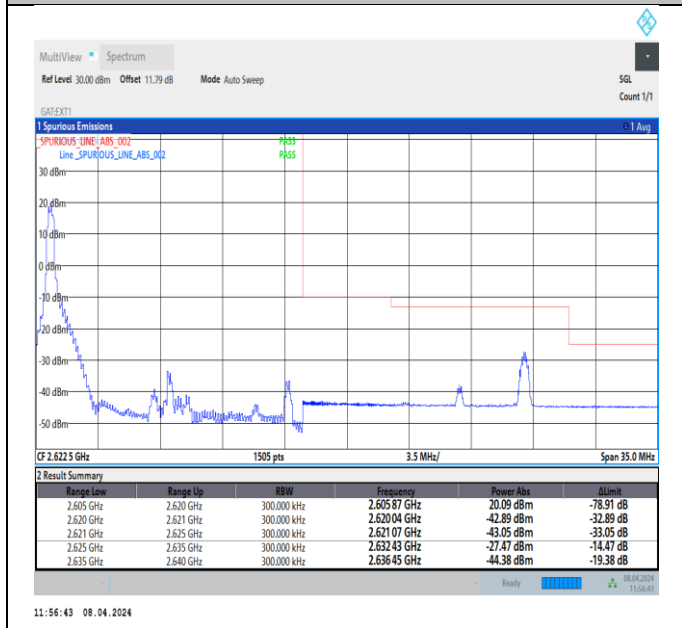 MultiView Spectrum
Ref Level 30.00 dBm Offset 11.79 dB Mode Auto Sweep SGL
Count 1/1
GAT:EXT1
1 Spurious Emissions 1 Avg
_SPURIOUS_LINE_ABS_002 PASS
Line _SPURIOUS_LINE_ABS_002 PASS
30 dBm
20 dBm
10 dBm
0 dBm
-10 dBm
-20 dBm
-30 dBm
-40 dBm
-50 dBm
CF 2.622 5 GHz 1505 pts 3.5 MHz/ Span 35.0 MHz
2 Result Summary
Range Low Range Up RBW Frequency Power Abs ΔLimit
2.605 GHz 2.620 GHz 300.000 kHz 2.605 87 GHz 20.09 dBm -78.91 dB
2.620 GHz 2.621 GHz 300.000 kHz 2.620 04 GHz -42.89 dBm -32.89 dB
2.621 GHz 2.625 GHz 300.000 kHz 2.621 07 GHz -43.05 dBm -33.05 dB
2.625 GHz 2.635 GHz 300.000 kHz 2.632 43 GHz -27.47 dBm -14.47 dB
2.635 GHz 2.640 GHz 300.000 kHz 2.636 45 GHz -44.38 dBm -19.38 dB
Ready 08.04.2024
11:56:43
11:56:43 08.04.2024